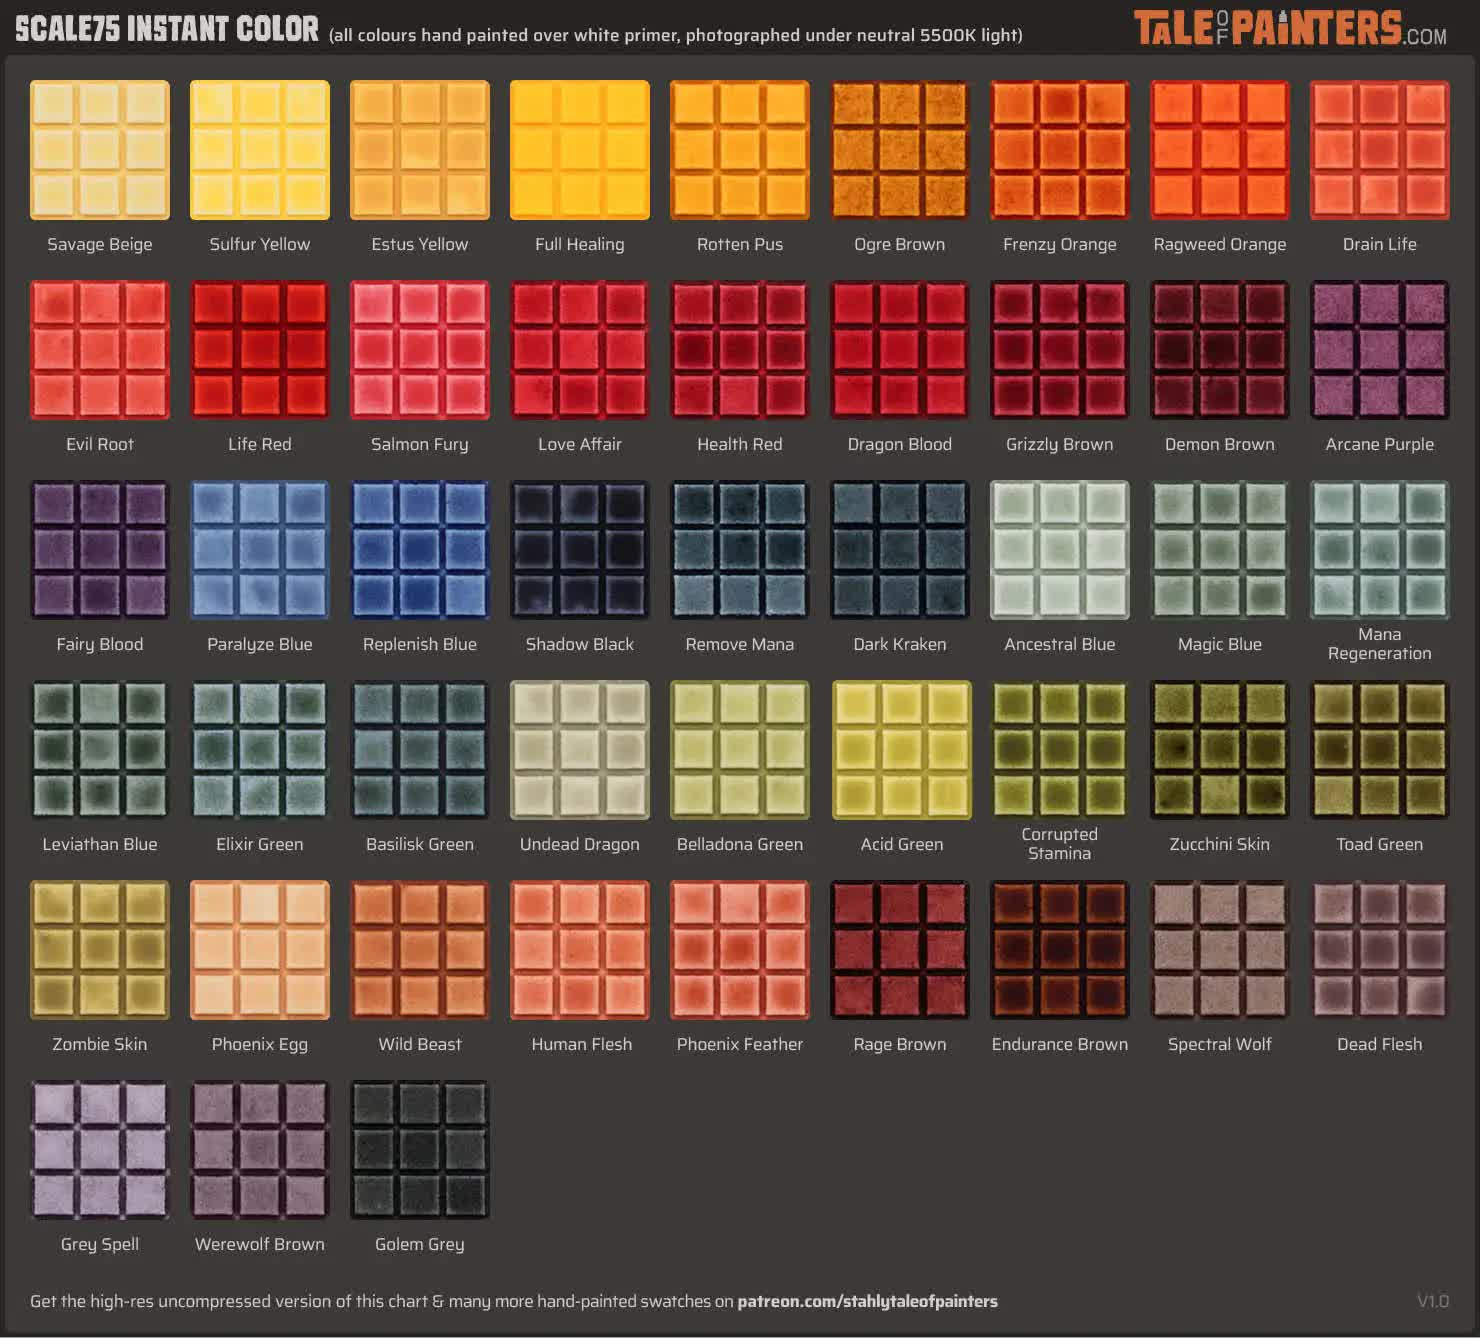 SCALE75 INSTANT COLOR (all colours hand painted over white primer, photographed under neutral 5500K light)
TALE OF PAINTERS.COM
Savage Beige
Sulfur Yellow
Estus Yellow
Full Healing
Rotten Pus
Ogre Brown
Frenzy Orange
Ragweed Orange
Drain Life
Evil Root
Life Red
Salmon Fury
Love Affair
Health Red
Dragon Blood
Grizzly Brown
Demon Brown
Arcane Purple
Fairy Blood
Paralyze Blue
Replenish Blue
Shadow Black
Remove Mana
Dark Kraken
Ancestral Blue
Magic Blue
Mana
Regeneration
Leviathan Blue
Elixir Green
Basilisk Green
Undead Dragon
Belladona Green
Acid Green
Corrupted
Stamina
Zucchini Skin
Toad Green
Zombie Skin
Phoenix Egg
Wild Beast
Human Flesh
Phoenix Feather
Rage Brown
Endurance Brown
Spectral Wolf
Dead Flesh
Grey Spell
Werewolf Brown
Golem Grey
Get the high-res uncompressed version of this chart & many more hand-painted swatches on patreon.com/stahlytaleofpainters
V1.0